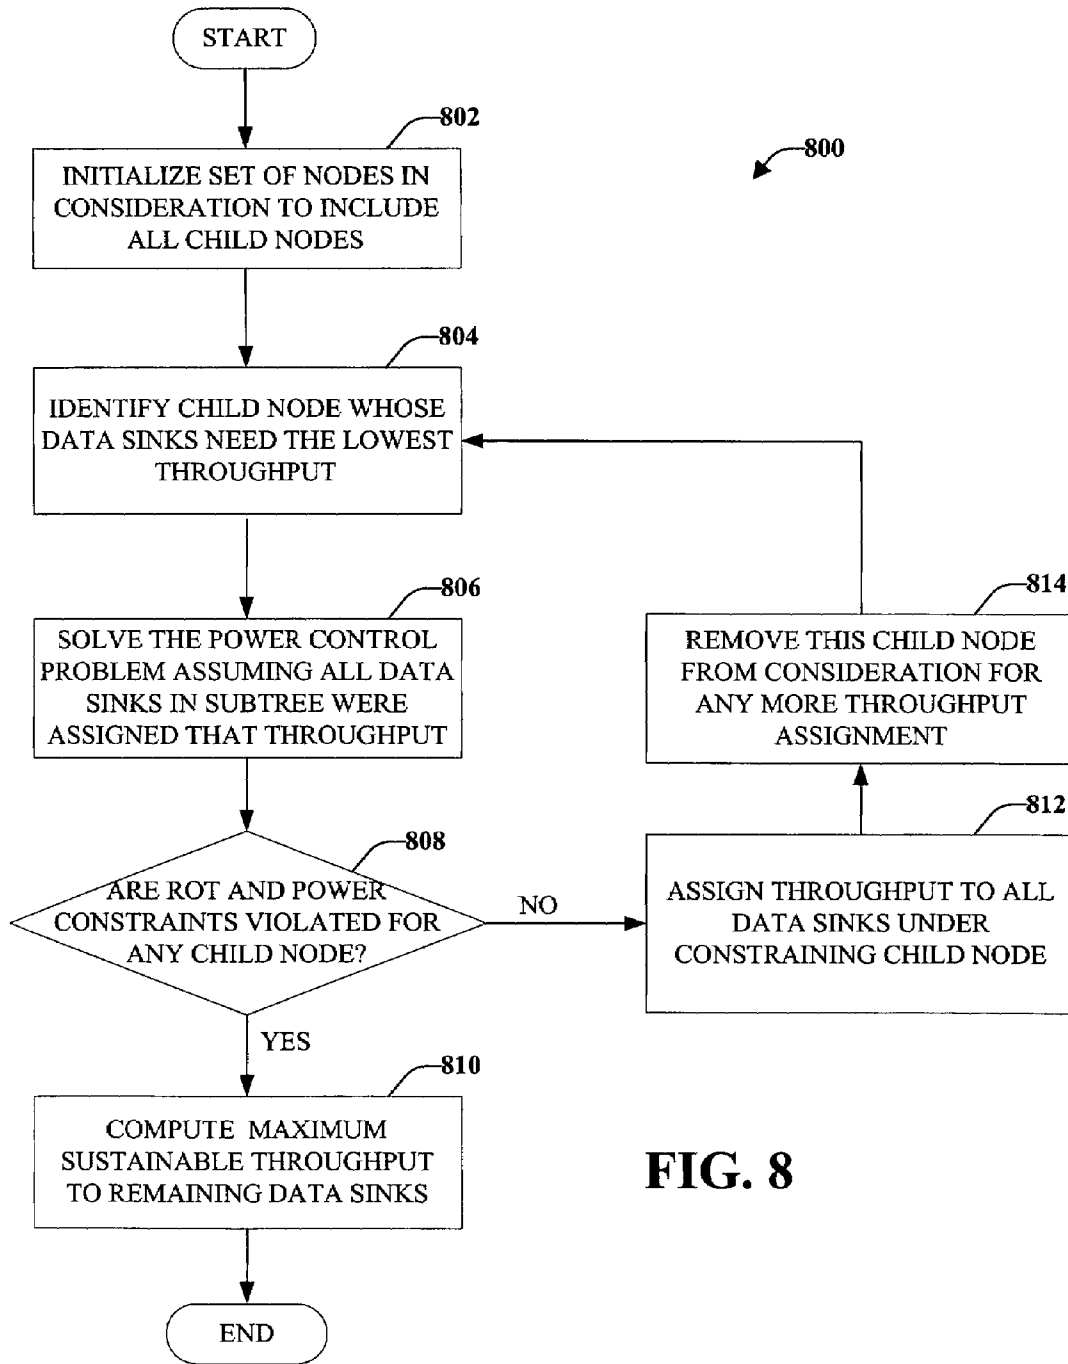 START
802
INITIALIZE SET OF NODES IN
CONSIDERATION TO INCLUDE
ALL CHILD NODES
800
804
IDENTIFY CHILD NODE WHOSE
DATA SINKS NEED THE LOWEST
THROUGHPUT
806
SOLVE THE POWER CONTROL
PROBLEM ASSUMING ALL DATA
SINKS IN SUBTREE WERE
ASSIGNED THAT THROUGHPUT
814
REMOVE THIS CHILD NODE
FROM CONSIDERATION FOR
ANY MORE THROUGHPUT
ASSIGNMENT
808
ARE ROT AND POWER
CONSTRAINTS VIOLATED FOR
ANY CHILD NODE?
NO
812
ASSIGN THROUGHPUT TO ALL
DATA SINKS UNDER
CONSTRAINING CHILD NODE
YES
810
COMPUTE MAXIMUM
SUSTAINABLE THROUGHPUT
TO REMAINING DATA SINKS
FIG. 8
END